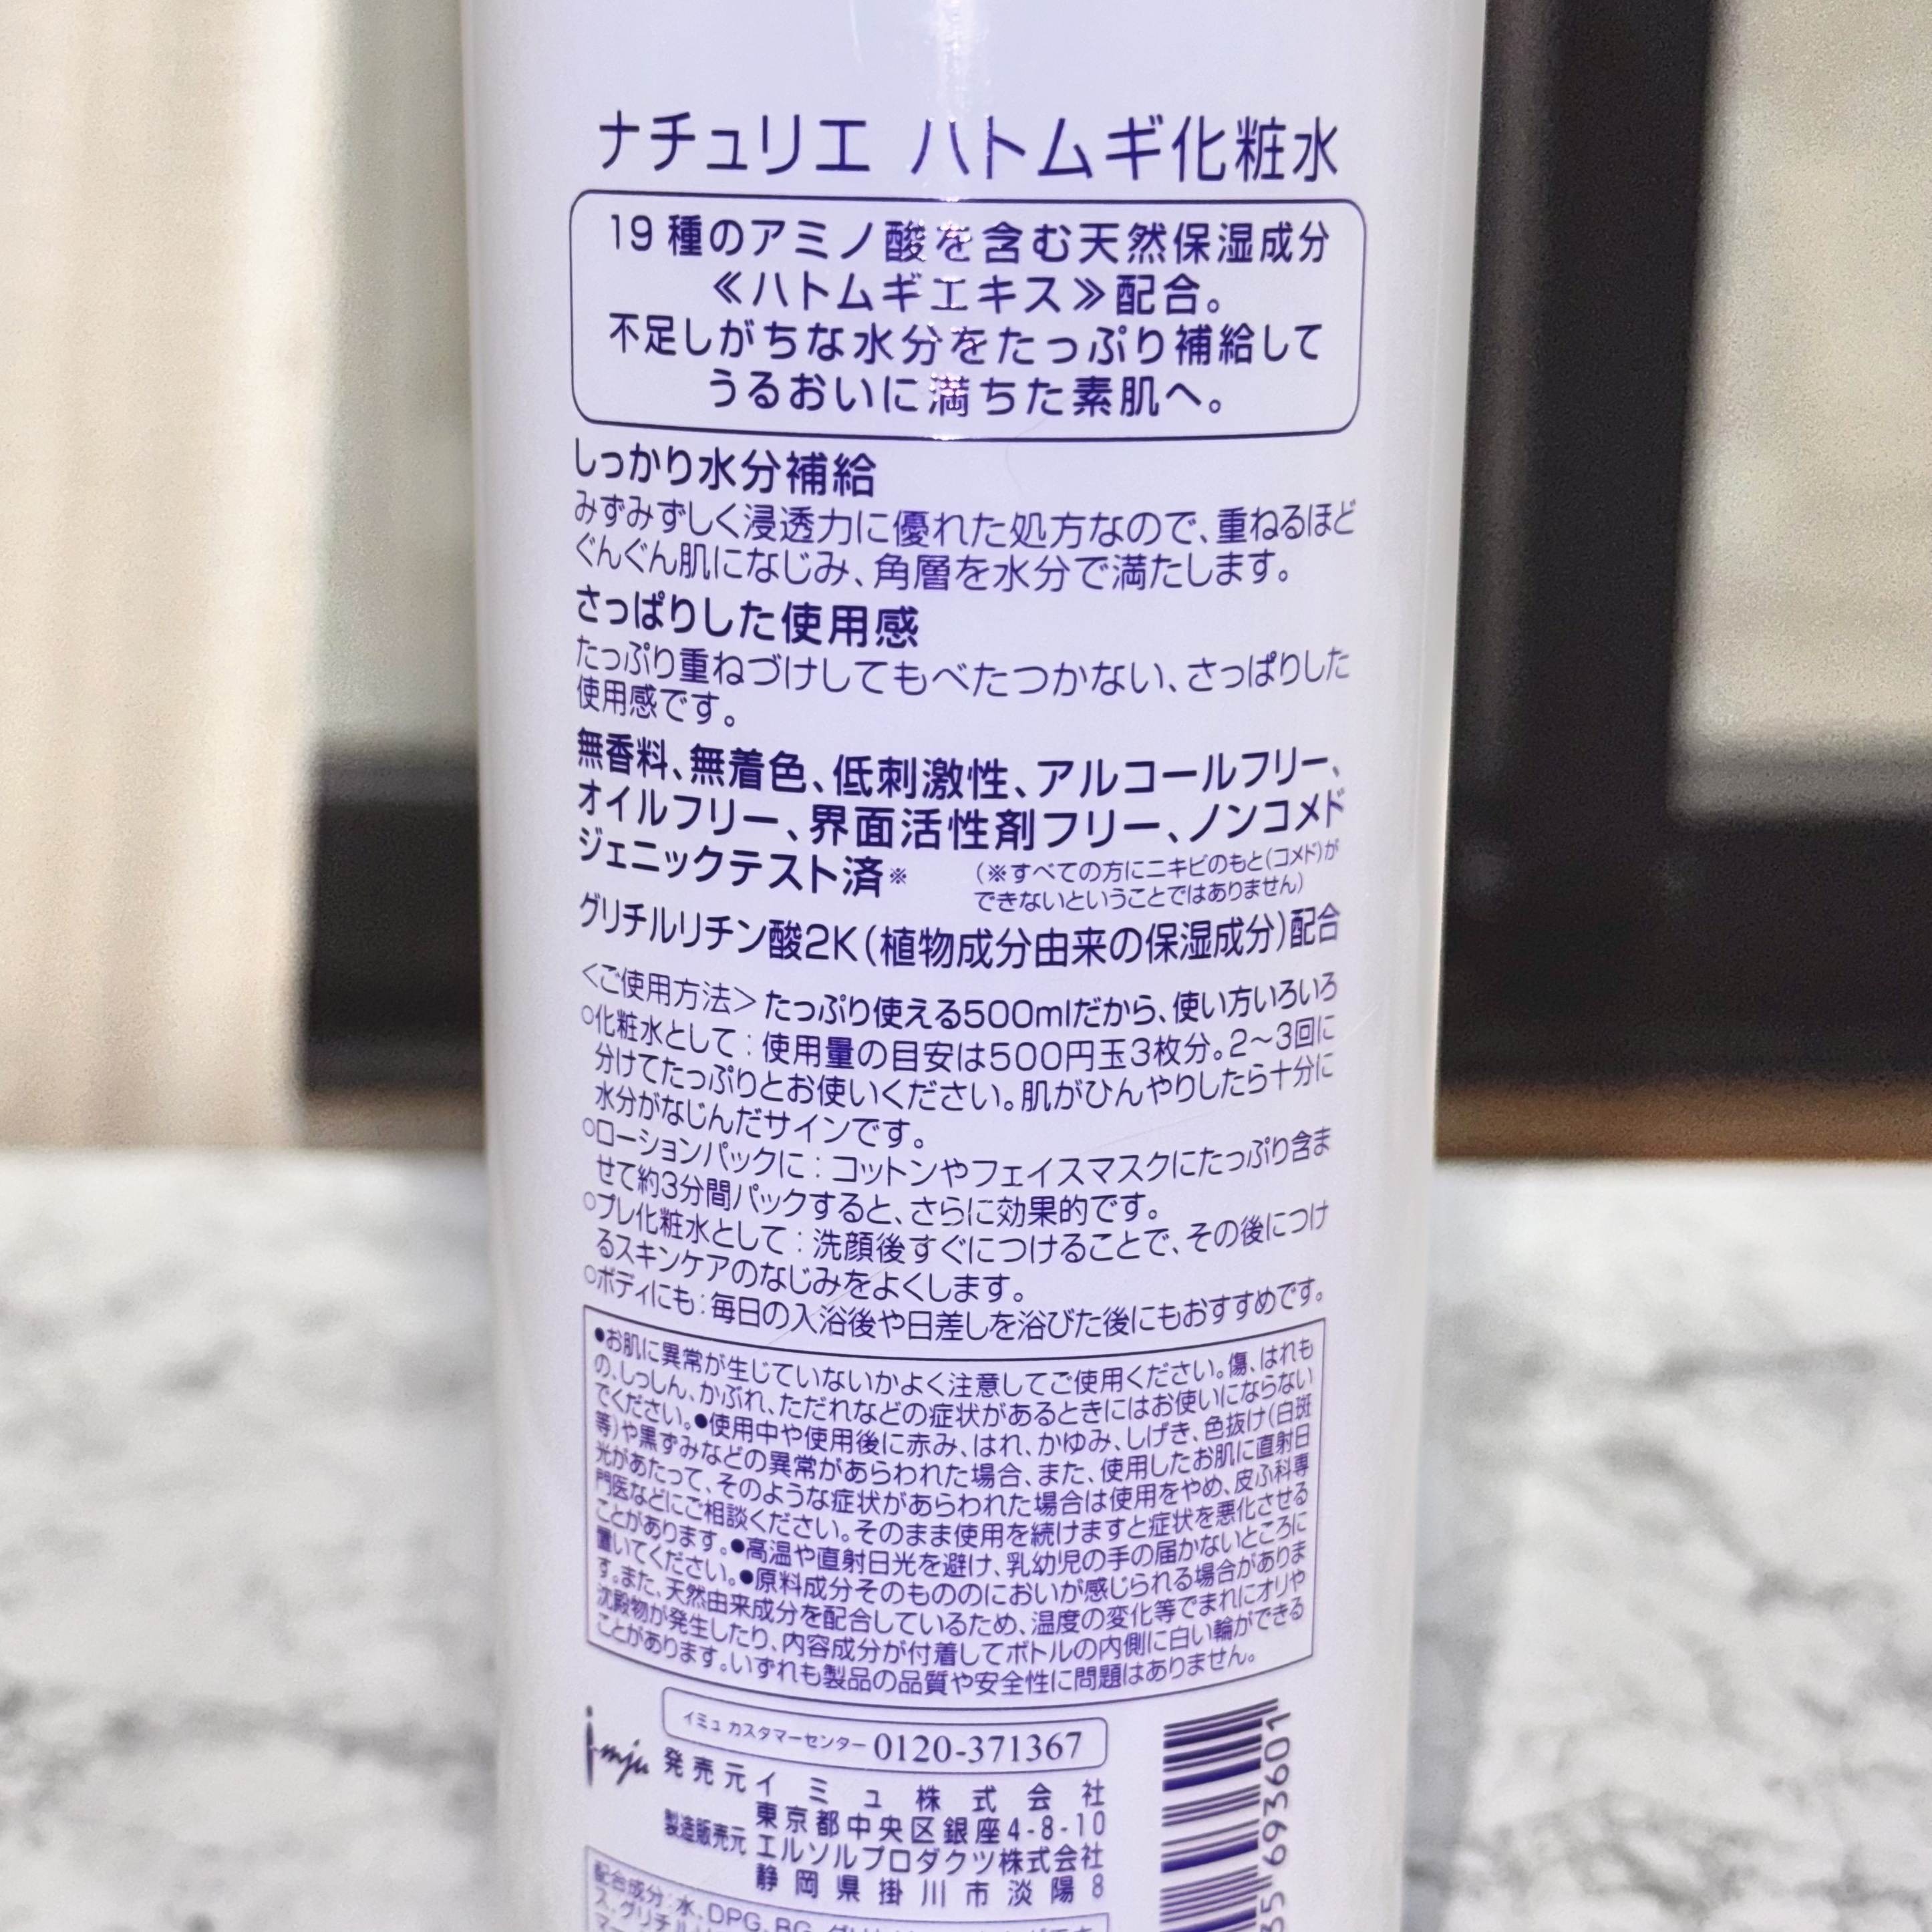 ナチュリエ ハトムギ化粧水
19種のアミノ酸を含む天然保湿成分
≪ハトムギエキス≫配合。
不足しがちな水分をたっぷり補給して
うるおいに満ちた素肌へ。
しっかり水分補給
みずみずしく浸透力に優れた処方なので、重ねるほど
ぐんぐん肌になじみ、角層を水分で満たします。
さっぱりした使用感
たっぷり重ねづけしてもべたつかない、さっぱりした
使用感です。
無香料、無着色、低刺激性、アルコールフリー、
オイルフリー、界面活性剤フリー、ノンコメド
ジェニックテスト済※
(※すべての方にニキビのもと(コメド)が
できないということではありません)
グリチルリチン酸2K(植物成分由来の保湿成分)配合
<ご使用方法>たっぷり使える500mlだから、使い方いろいろ
○化粧水として:使用量の目安は500円玉3枚分。2〜3回に
分けてたっぷりとお使いください。肌がひんやりしたら十分に
水分がなじんだサインです。
○ローションパックに:コットンやフェイスマスクにたっぷり含ま
せて約3分間パックすると、さらに効果的です。
○プレ化粧水として:洗顔後すぐにつけることで、その後につけ
るスキンケアのなじみをよくします。
○ボディにも:毎日の入浴後や日差しを浴びた後にもおすすめです。
●お肌に異常が生じていないかよく注意してご使用ください。傷、はれも
の、しっしん、かぶれ、ただれなどの症状があるときにはお使いにならない
でください。●使用中や使用後に赤み、はれ、かゆみ、しげき、色抜け(白斑
等)や黒ずみなどの異常があらわれた場合、また、使用したお肌に直射日
光があたって、そのような症状があらわれた場合は使用をやめ、皮ふ科専
門医などにご相談ください。そのまま使用を続けますと症状を悪化させる
ことがあります。●高温や直射日光を避け、乳幼児の手の届かないところに
置いてください。●原料成分そのもののにおいが感じられる場合がありま
す。また、天然由来成分を配合しているため、温度の変化等でまれにオリや
沈殿物が発生したり、内容成分が付着してボトルの内側に白い輪ができる
ことがあります。いずれも製品の品質や安全性に問題はありません。
イミュ カスタマーセンター 0120-371367
i-mju
発売元 イミュ株式会社
東京都中央区銀座4-8-10
製造販売元 エルソルプロダクツ株式会社
静岡県掛川市淡陽8
693601
配合成分:水、DPG、BG、